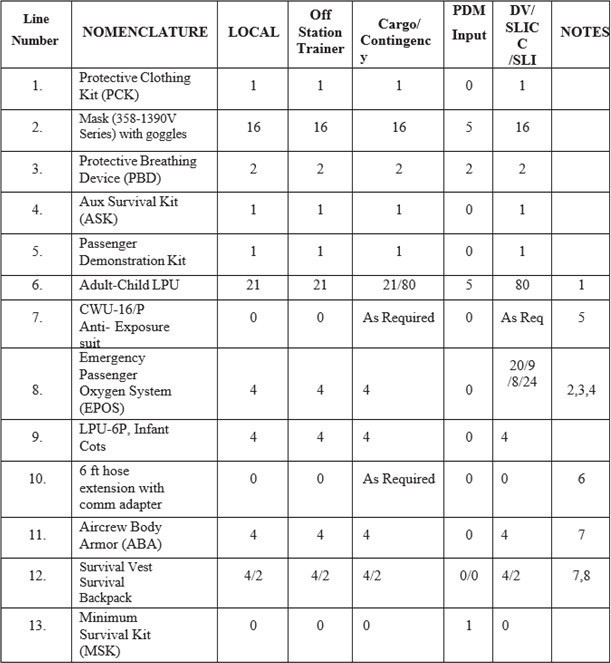 Line Number NOMENCLATURE LOCAL Off Station Trainer Cargo/ Contingenc y PDM Input DV/ SLIC C /SLI NOTES
1. Protective Clothing Kit (PCK) 1 1 1 0 1
2. Mask (358-1390V Series) with goggles 16 16 16 5 16
3. Protective Breathing Device (PBD) 2 2 2 2 2
4. Aux Survival Kit (ASK) 1 1 1 0 1
5. Passenger Demonstration Kit 1 1 1 0 1
6. Adult-Child LPU 21 21 21/80 5 80 1
7. CWU-16/P Anti- Exposure suit 0 0 As Required 0 As Req 5
8. Emergency Passenger Oxygen System (EPOS) 4 4 4 0 20/9 /8/24 2,3,4
9. LPU-6P, Infant Cots 4 4 4 0 4
10. 6 ft hose extension with comm adapter 0 0 As Required 0 0 6
11. Aircrew Body Armor (ABA) 4 4 4 0 4 7
12. Survival Vest Survival Backpack 4/2 4/2 4/2 0/0 4/2 7,8
13. Minimum Survival Kit (MSK) 0 0 0 1 0